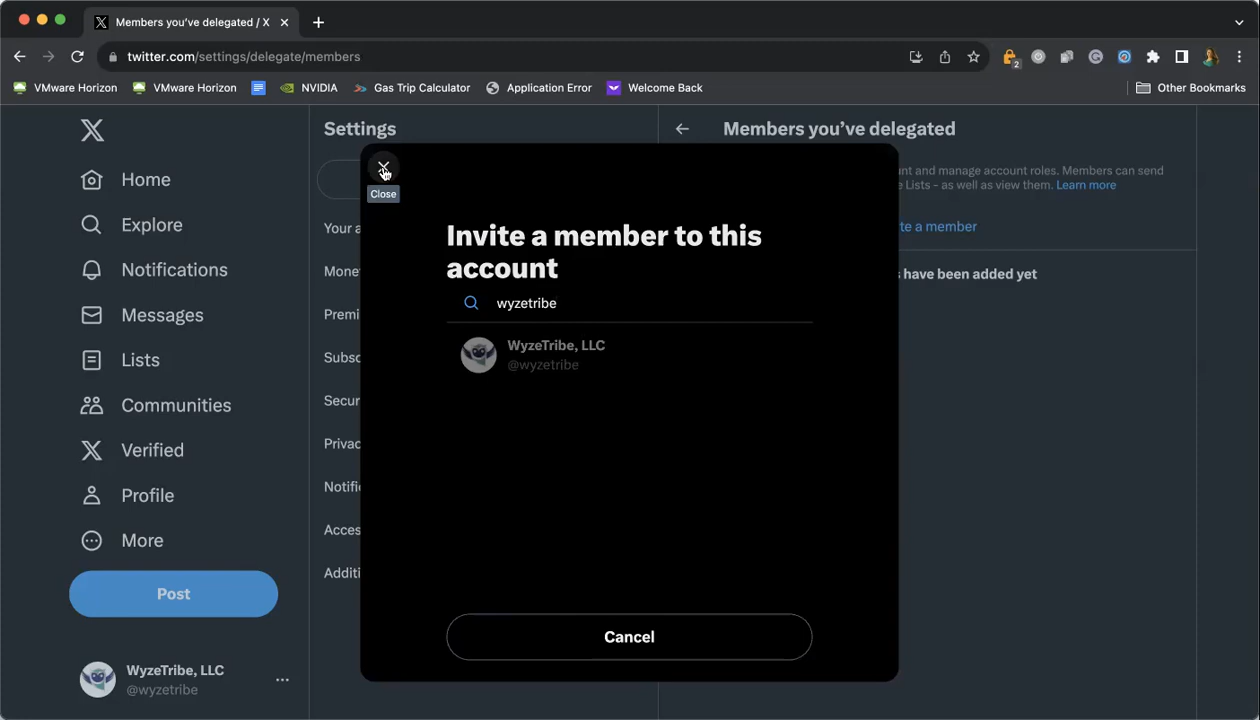 Members you've delegated / X
twitter.com/settings/delegate/members
2
VMware Horizon
VMware Horizon
NVIDIA
Gas Trip Calculator
Application Error
Welcome Back
Other Bookmarks
Home
Explore
Notifications
Messages
Lists
Communities
Verified
Profile
More
Post
WyzeTribe, LLC
@wyzetribe
Settings
Your a
Mone
Premi
Subsc
Secur
Privac
Notifi
Acces
Additi
Members you've delegated
unt and manage account roles. Members can send
e Lists - as well as view them. Learn more
te a member
s have been added yet
Close
Invite a member to this
account
wyzetribe
WyzeTribe, LLC
@wyzetribe
Cancel